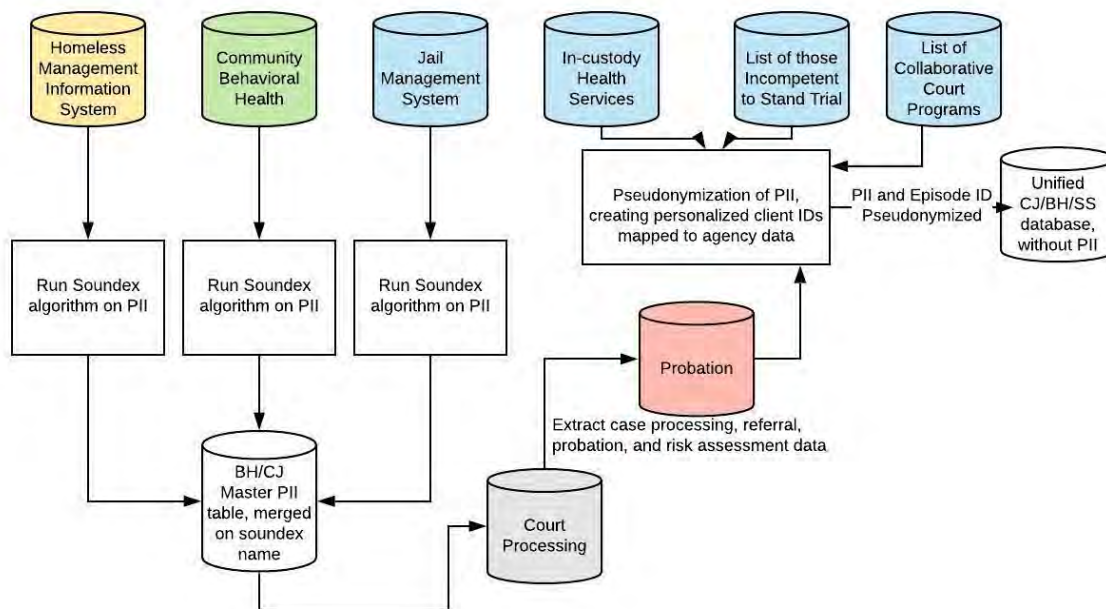 Homeless
Management
Information
System
Community
Behavioral
Health
Jail
Management
System
In-custody
Health
Services
List of those
Incompetent
to Stand Trial
List of
Collaborative
Court
Programs
Pseudonymization of PII,
creating personalized client IDs
mapped to agency data
PII and Episode ID
Pseudonymized
Unified
CJ/BH/SS
database,
without PII
Run Soundex
algorithm on PII
Run Soundex
algorithm on PII
Run Soundex
algorithm on PII
Probation
Extract case processing, referral,
probation, and risk assessment data
BH/CJ
Master PII
table, merged
on soundex
name
Court
Processing